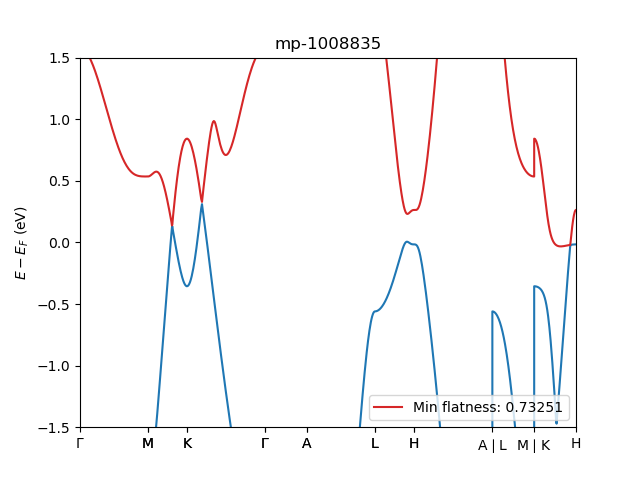 mp-1008835
1.5
1.0
0.5
0.0
−0.5
−1.0
−1.5
E − E_F (eV)
Min flatness: 0.73251
Γ M K Γ A L H A | L M | K H